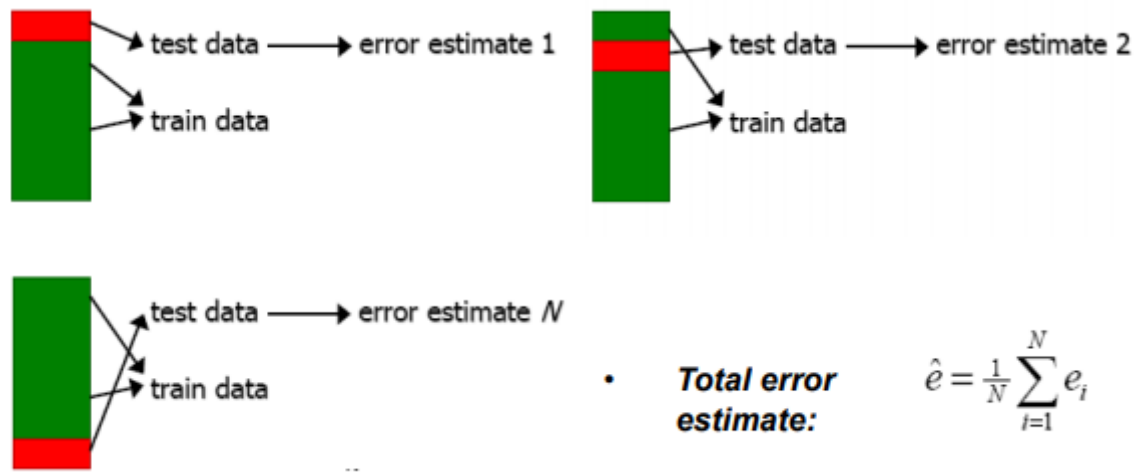 test data
error estimate 1
train data
test data
error estimate 2
train data
test data
error estimate N
train data
• Total error
estimate:
ê = 1/N ∑ i=1 N e_i